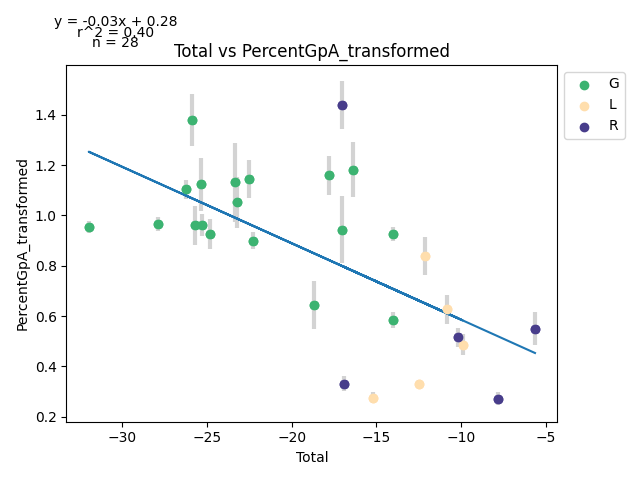 y = -0.03x + 0.28
r^2 = 0.40
n = 28
Total vs PercentGpA_transformed
G
L
R
1.4
1.2
1.0
0.8
0.6
0.4
0.2
PercentGpA_transformed
−30
−25
−20
−15
−10
−5
Total